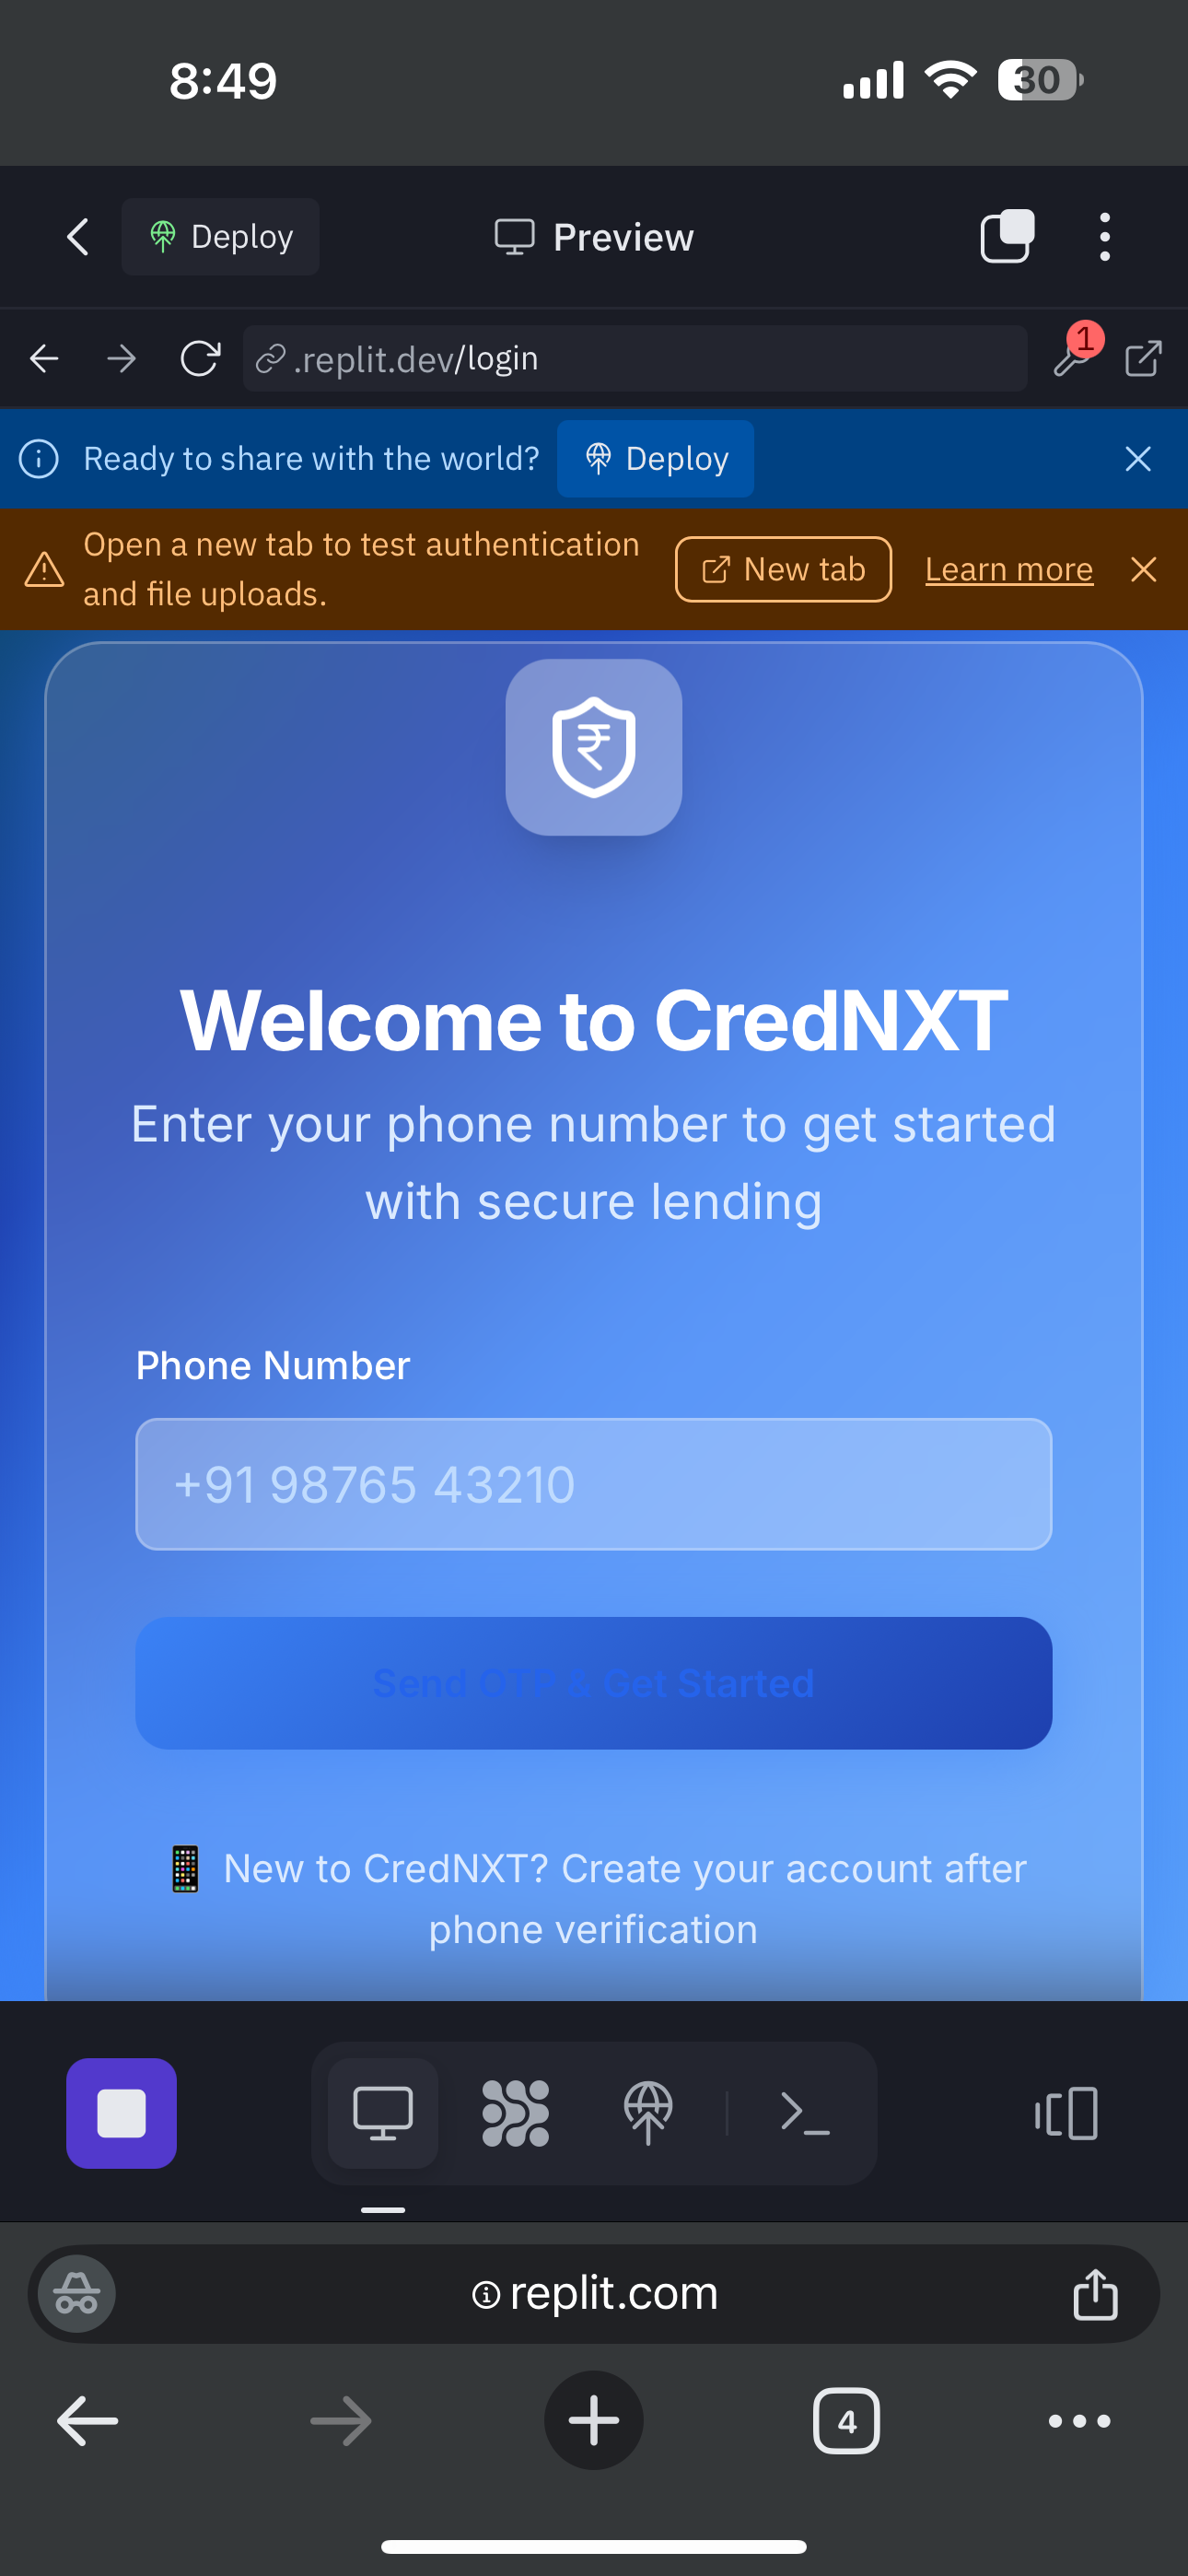 8:49
30
Deploy
Preview
.replit.dev/login
1
Ready to share with the world?
Deploy
Open a new tab to test authentication
and file uploads.
New tab
Learn more
₹
Welcome to CredNXT
Enter your phone number to get started
with secure lending
Phone Number
+91 98765 43210
Send OTP & Get Started
📱 New to CredNXT? Create your account after
phone verification
replit.com
4